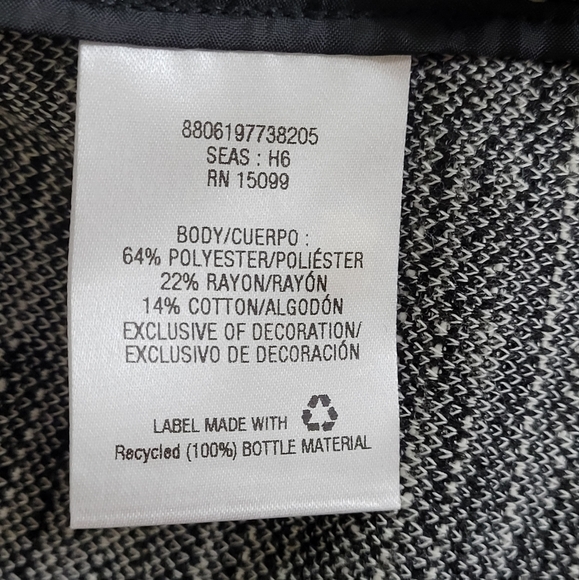 8806197738205
SEAS : H6
RN 15099
BODY/CUERPO :
64% POLYESTER/POLIÉSTER
22% RAYON/RAYÓN
14% COTTON/ALGODÓN
EXCLUSIVE OF DECORATION/
EXCLUSIVO DE DECORACIÓN
LABEL MADE WITH
Recycled (100%) BOTTLE MATERIAL